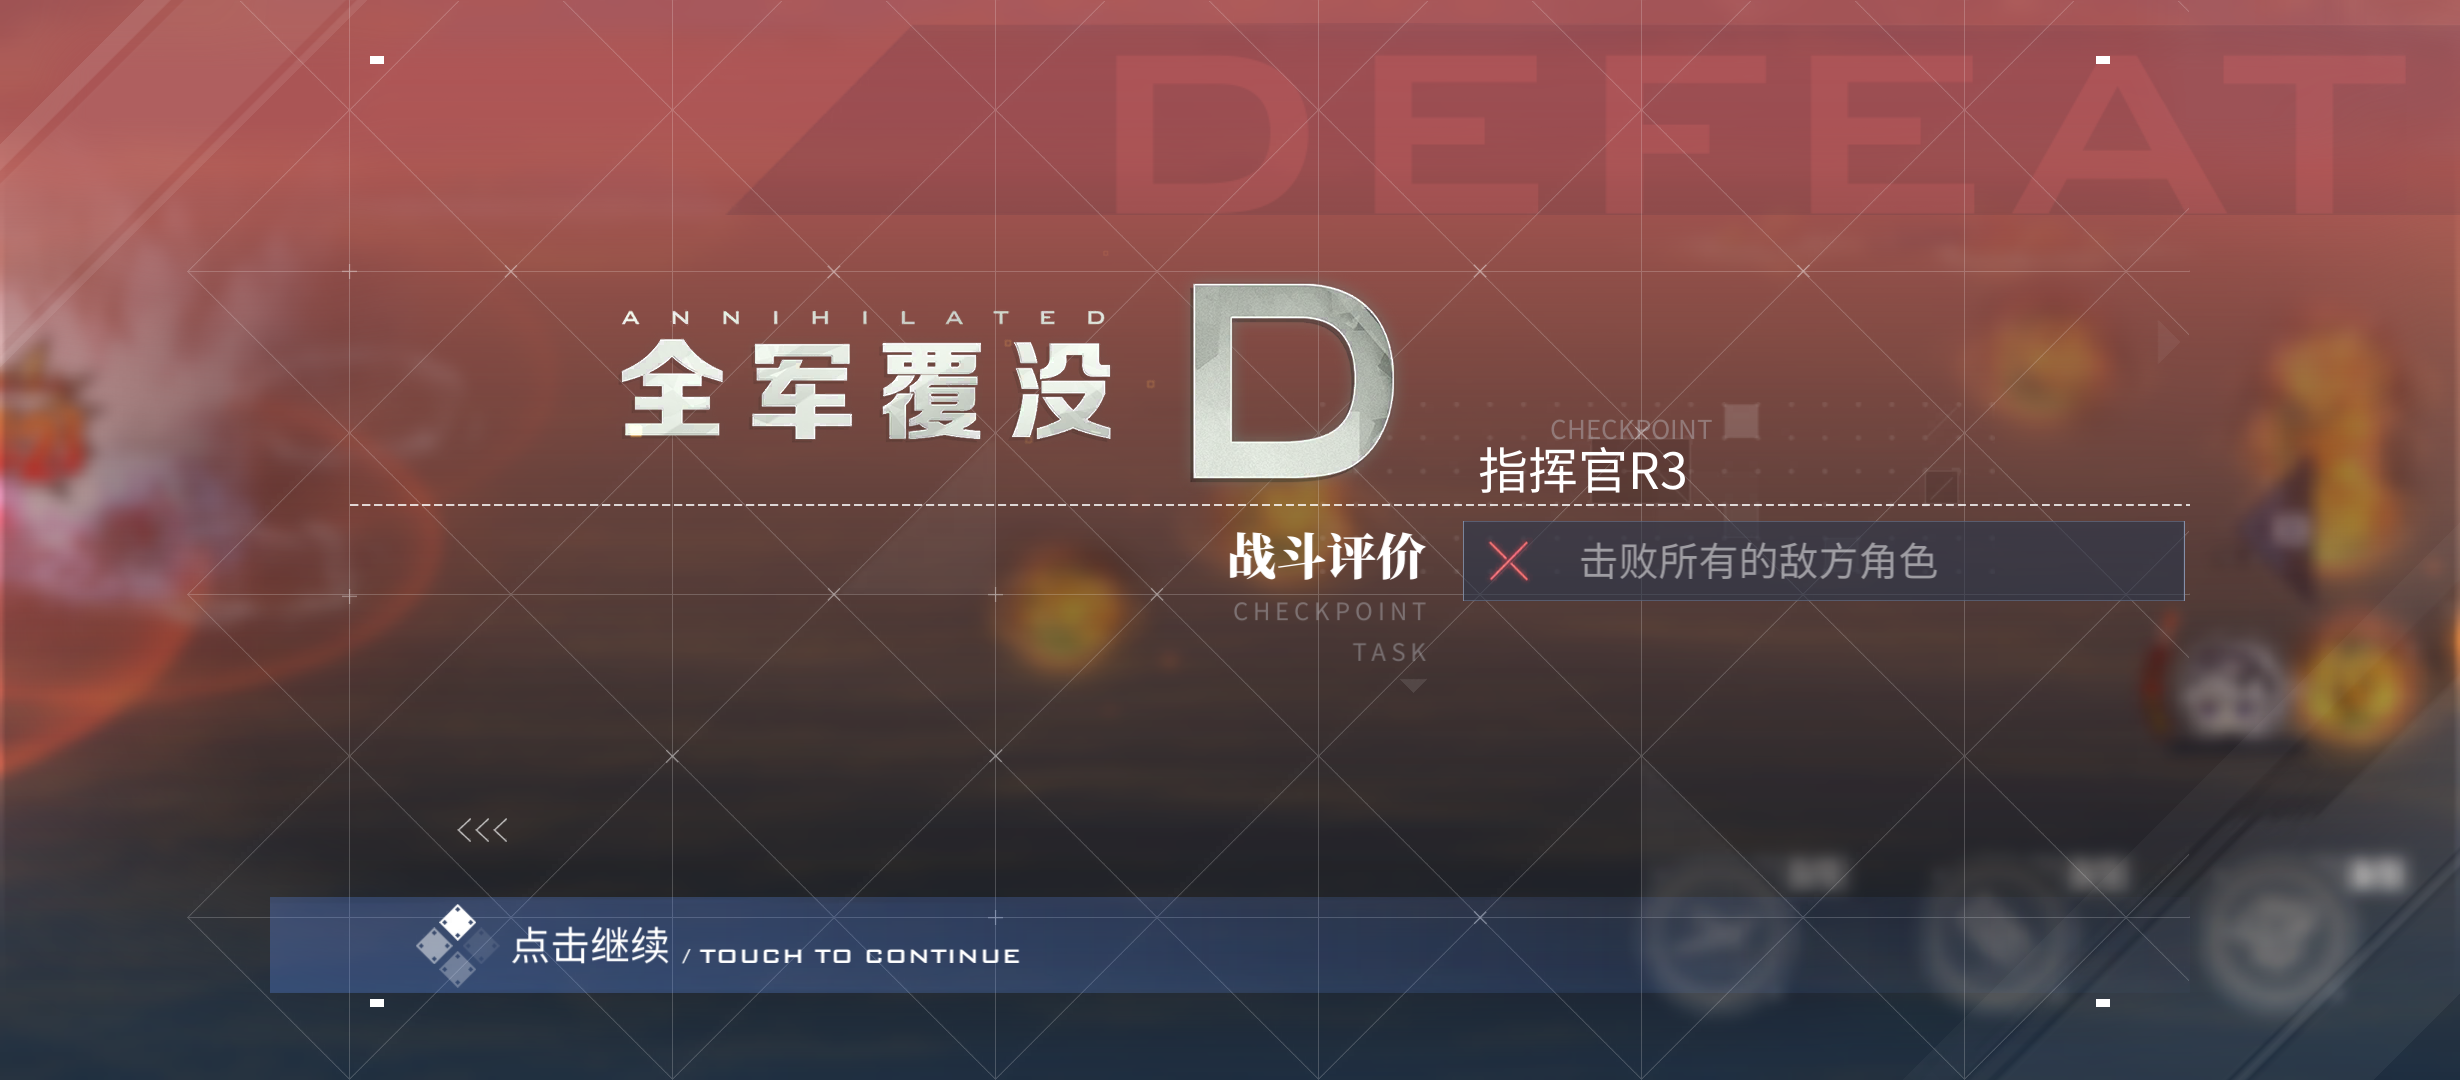 DEFEAT
ANNIHILATED
全军覆没
D
CHECKPOINT
指挥官R3
战斗评价
击败所有的敌方角色
CHECKPOINT
TASK
点击继续 / TOUCH TO CONTINUE